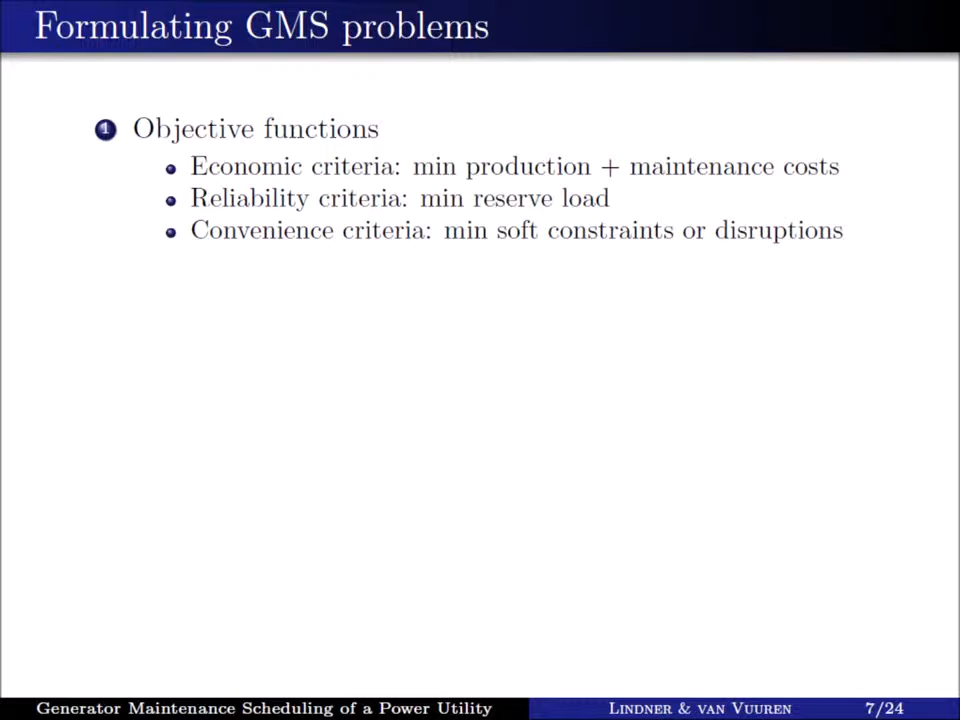 Formulating GMS problems
1 Objective functions
Economic criteria: min production + maintenance costs
Reliability criteria: min reserve load
Convenience criteria: min soft constraints or disruptions
Generator Maintenance Scheduling of a Power Utility LINDNER & VAN VUUREN 7/24